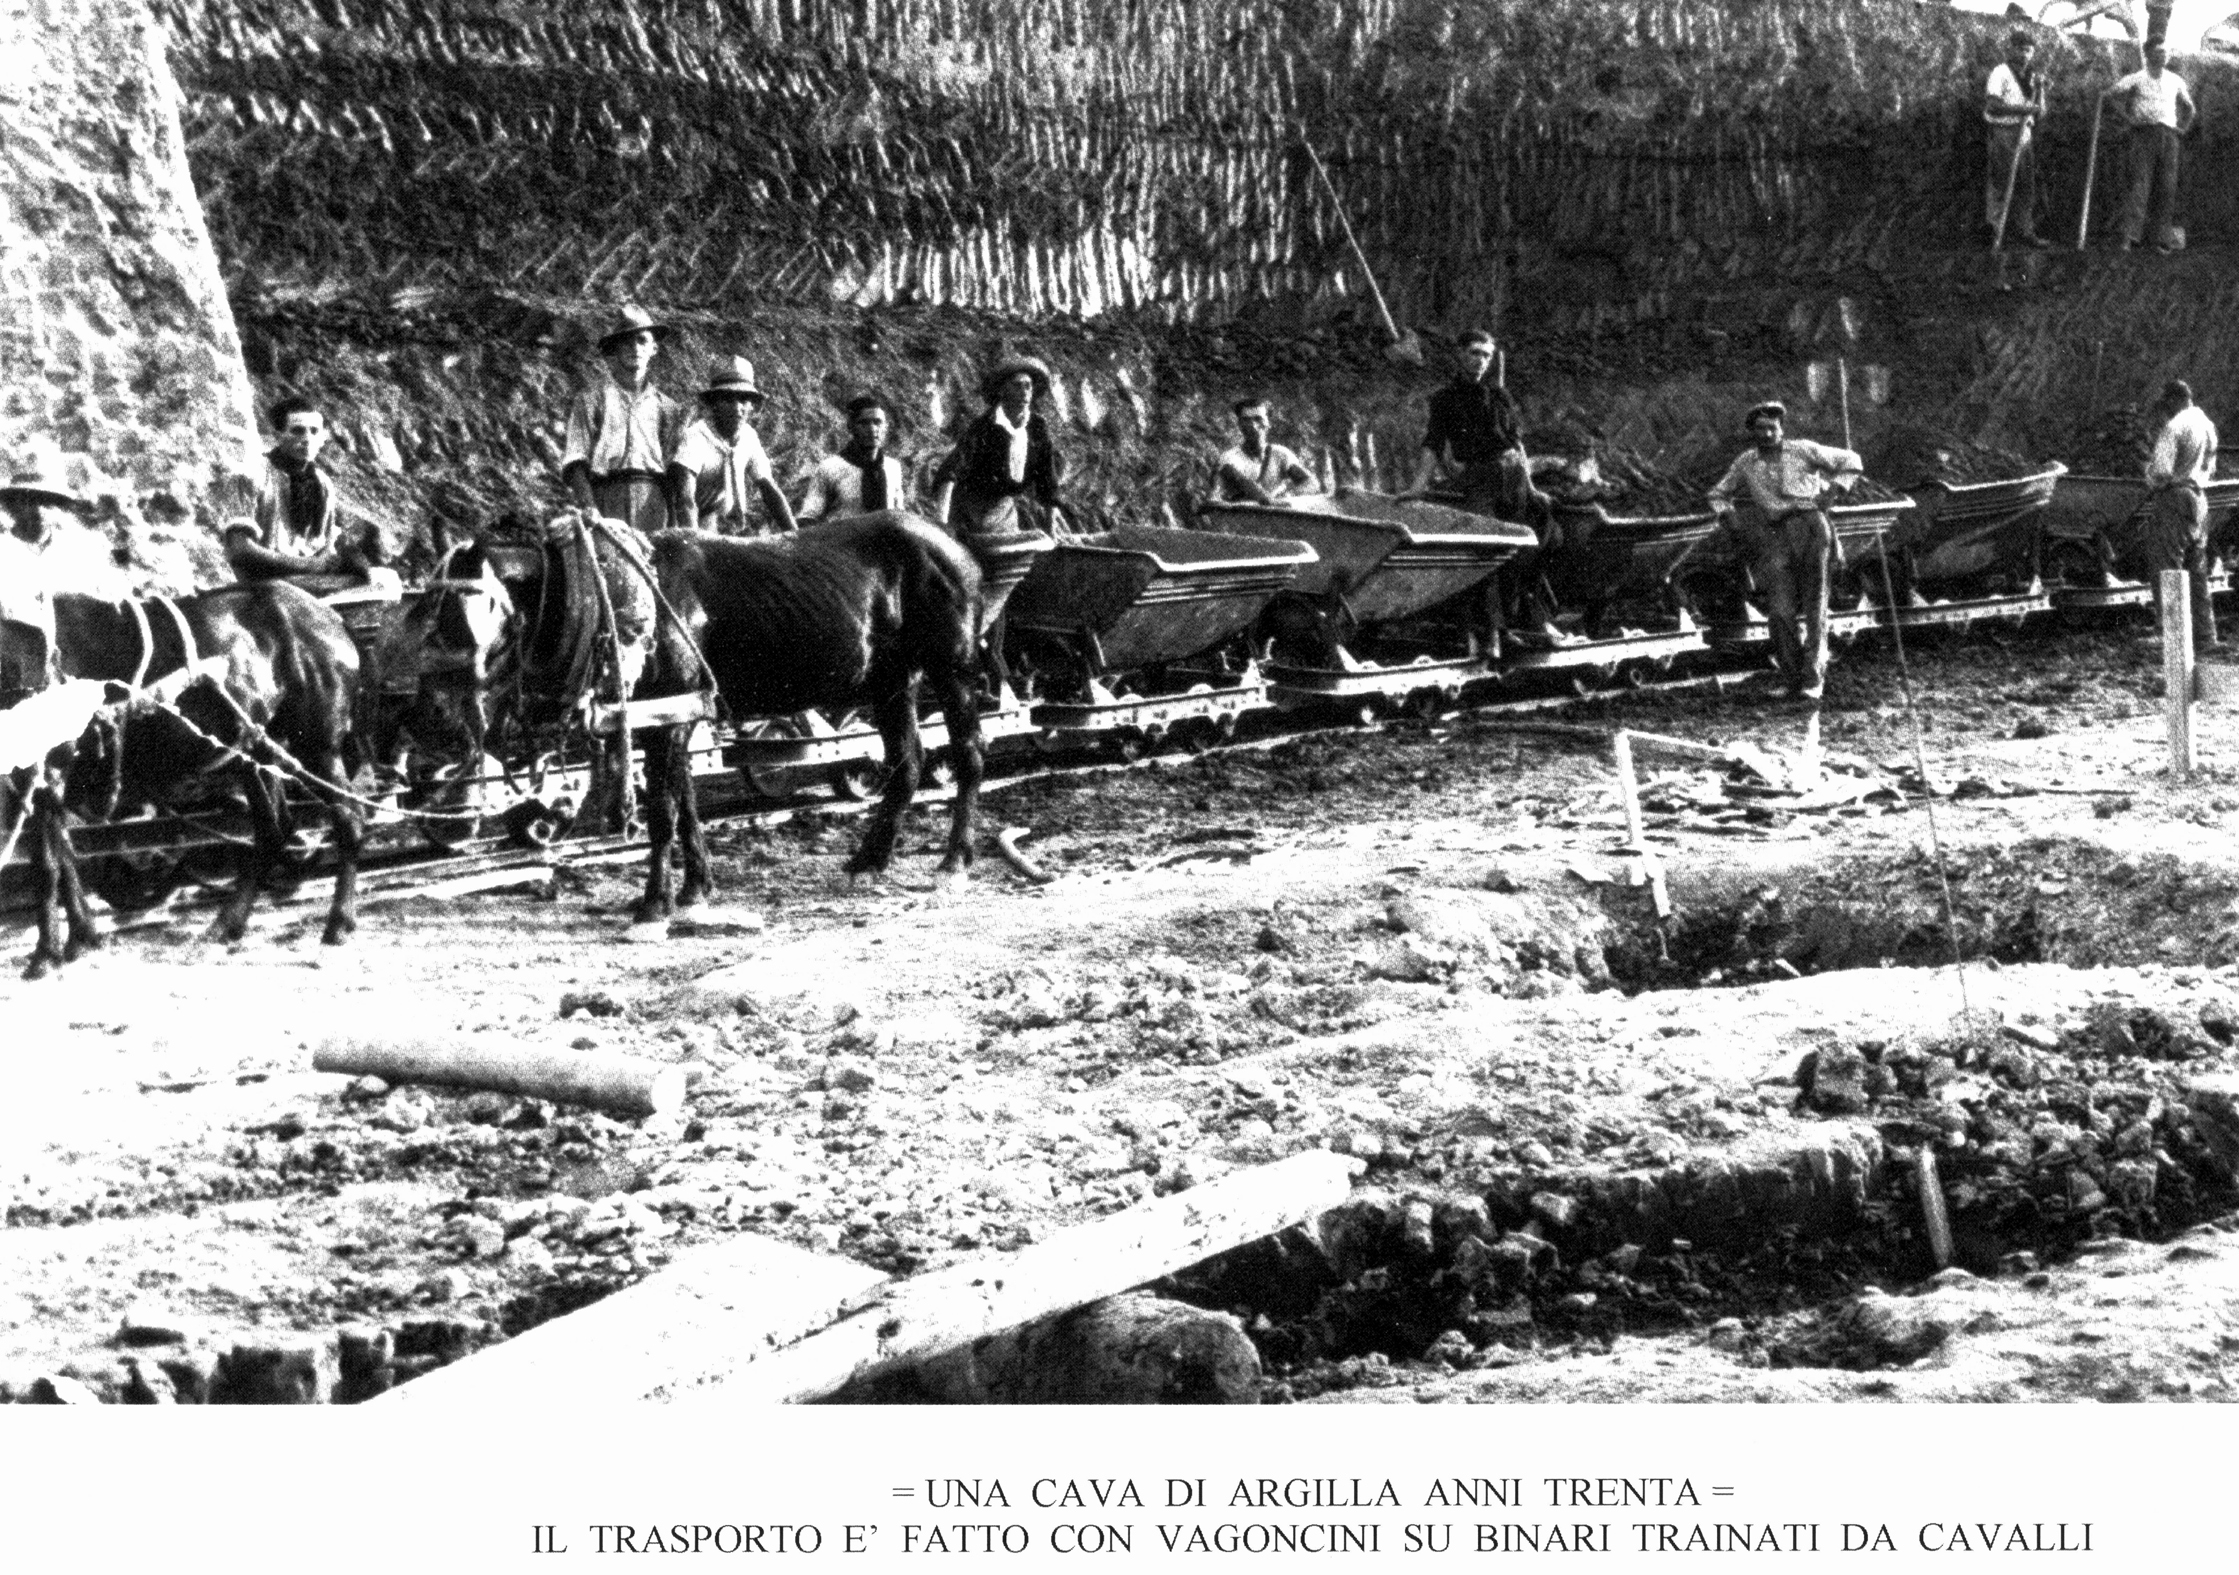 =UNA CAVA DI ARGILLA ANNI TRENTA=
IL TRASPORTO E' FATTO CON VAGONCINI SU BINARI TRAINATI DA CAVALLI